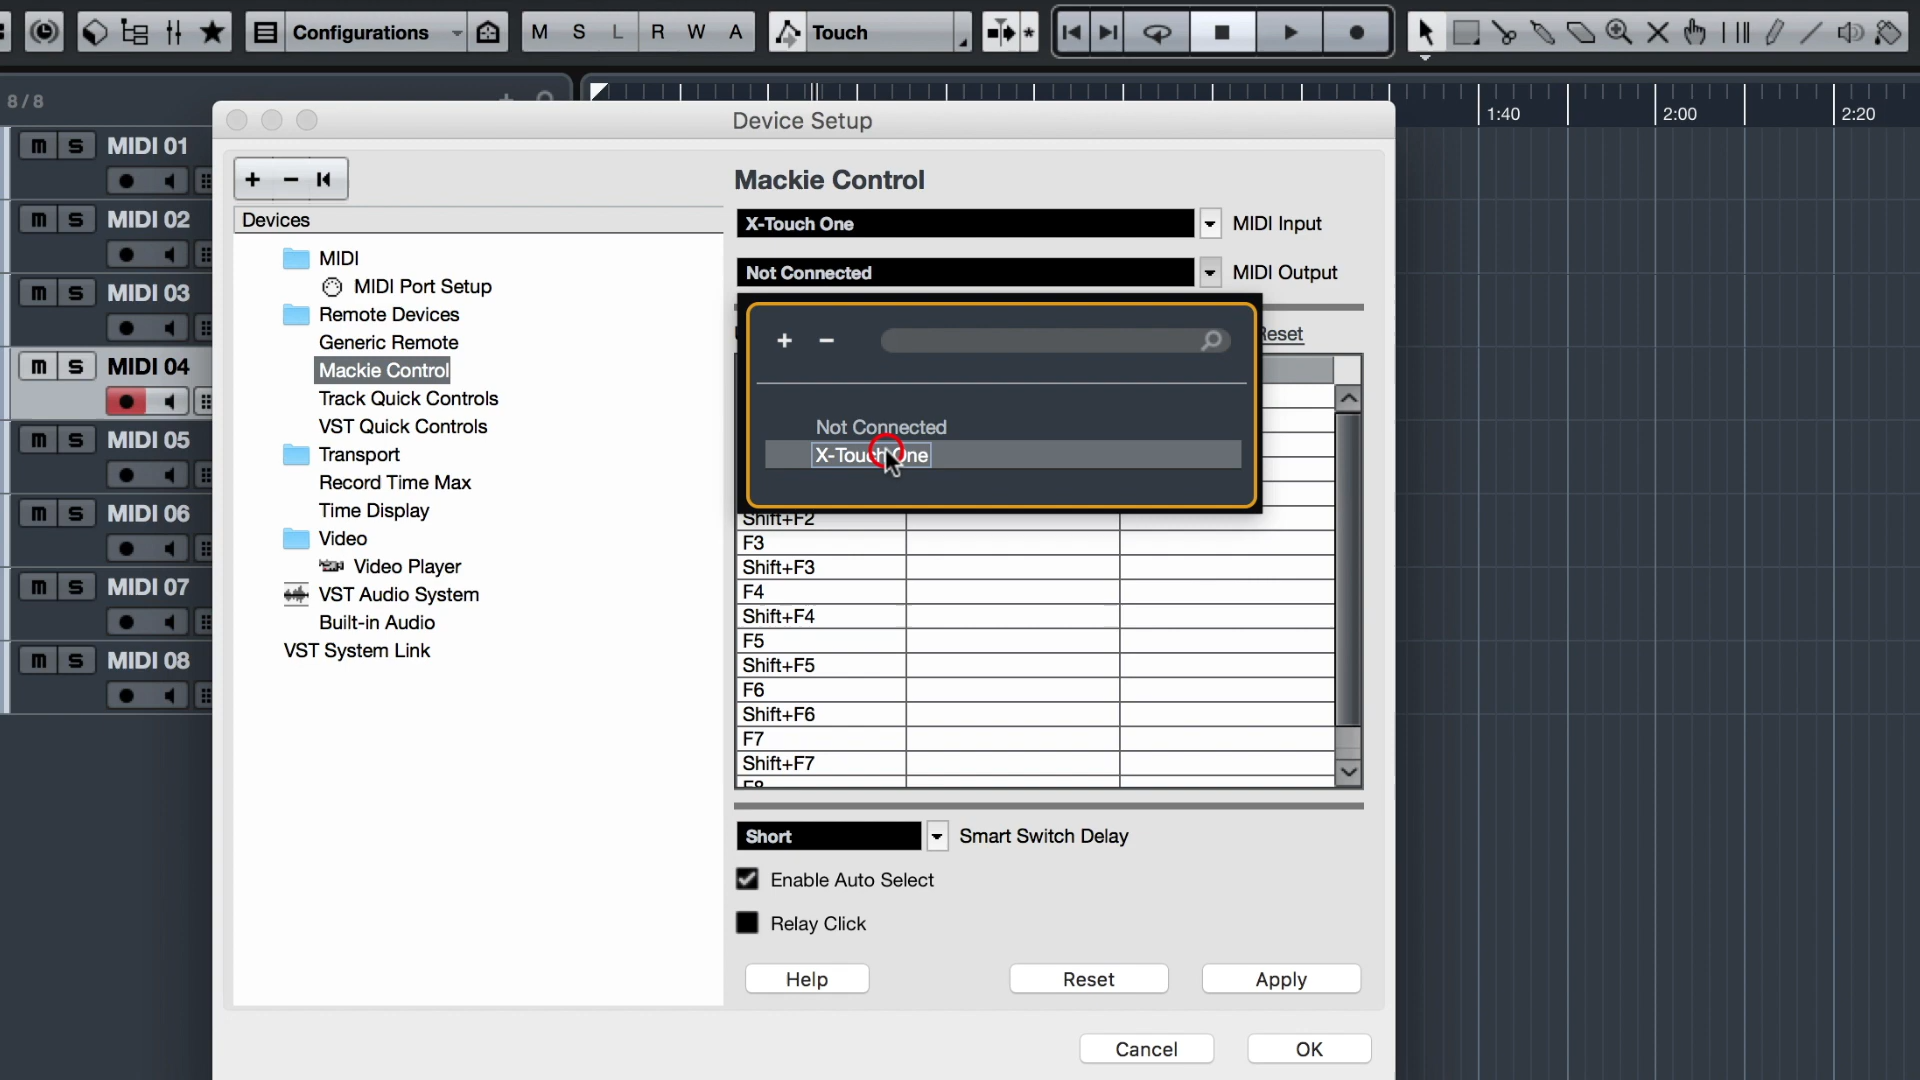 Configurations
M S L R W A
Touch
8 / 8
1:40
2:00
2:20
Device Setup
m S MIDI 01
m S MIDI 02
m S MIDI 03
m S MIDI 04
m S MIDI 05
m S MIDI 06
m S MIDI 07
m S MIDI 08
Devices
MIDI
MIDI Port Setup
Remote Devices
Generic Remote
Mackie Control
Track Quick Controls
VST Quick Controls
Transport
Record Time Max
Time Display
Video
Video Player
VST Audio System
Built-in Audio
VST System Link
Mackie Control
X-Touch One MIDI Input
Not Connected MIDI Output
Reset
Not Connected
X-Touch One
Shift+F2
F3
Shift+F3
F4
Shift+F4
F5
Shift+F5
F6
Shift+F6
F7
Shift+F7
F8
Short Smart Switch Delay
Enable Auto Select
Relay Click
Help Reset Apply
Cancel OK